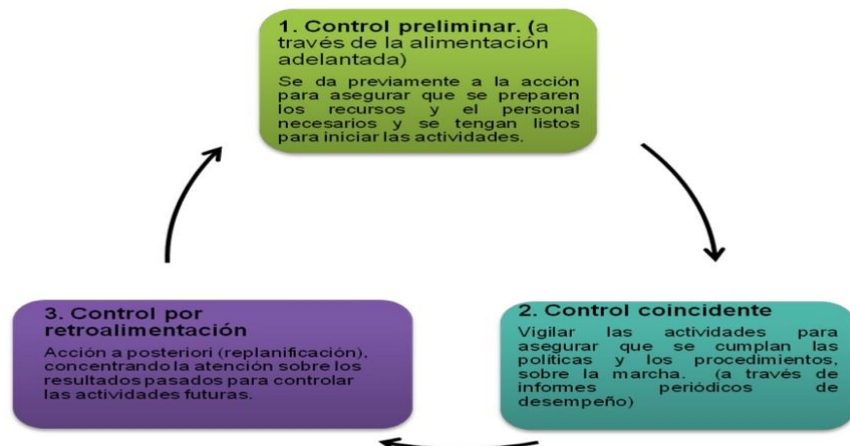 1. Control preliminar. (a
través de la alimentación
adelantada)
Se da previamente a la acción
para asegurar que se preparen
los recursos y el personal
necesarios y se tengan listos
para iniciar las actividades.
2. Control coincidente
Vigilar las actividades para
asegurar que se cumplan las
políticas y los procedimientos,
sobre la marcha. (a través de
informes periódicos de
desempeño)
3. Control por
retroalimentación
Acción a posteriori (replanificación),
concentrando la atención sobre los
resultados pasados para controlar
las actividades futuras.